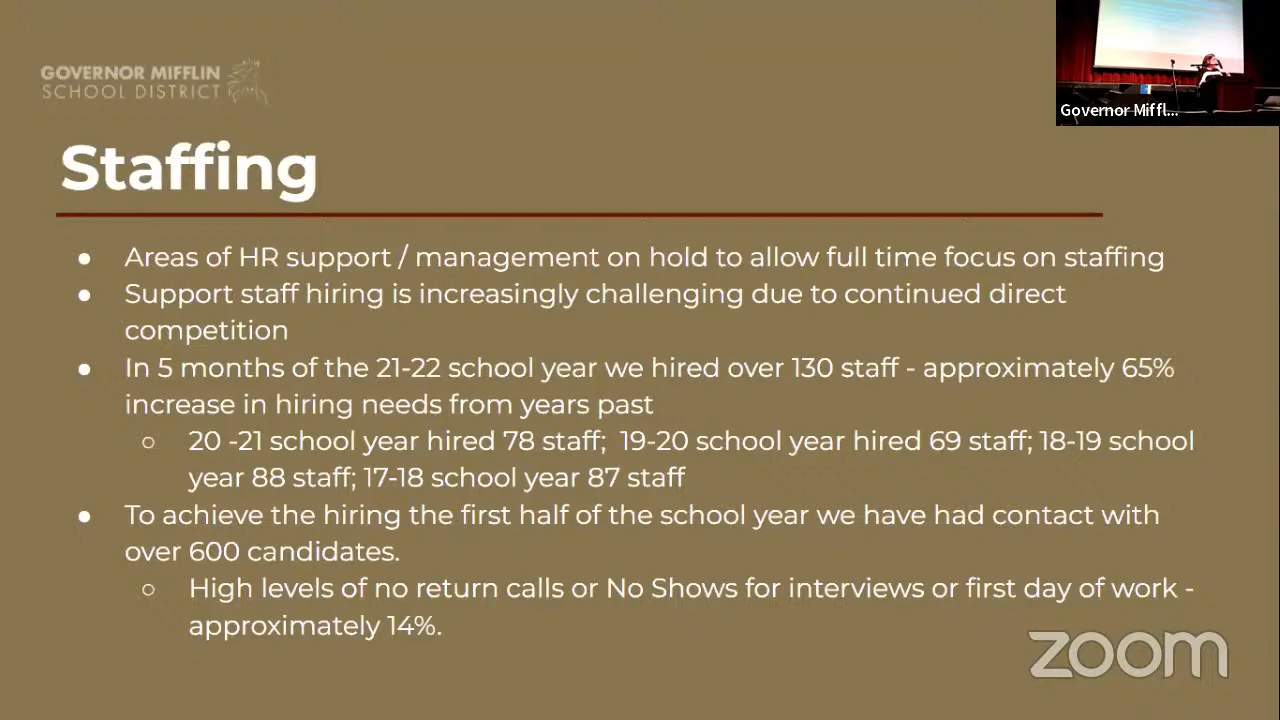 GOVERNOR MIFFLIN
SCHOOL DISTRICT
Governor Miffl...
Staffing
● Areas of HR support / management on hold to allow full time focus on staffing
● Support staff hiring is increasingly challenging due to continued direct
competition
● In 5 months of the 21-22 school year we hired over 130 staff - approximately 65%
increase in hiring needs from years past
○ 20 -21 school year hired 78 staff;  19-20 school year hired 69 staff; 18-19 school
year 88 staff; 17-18 school year 87 staff
● To achieve the hiring the first half of the school year we have had contact with
over 600 candidates.
○ High levels of no return calls or No Shows for interviews or first day of work -
approximately 14%.
zoom